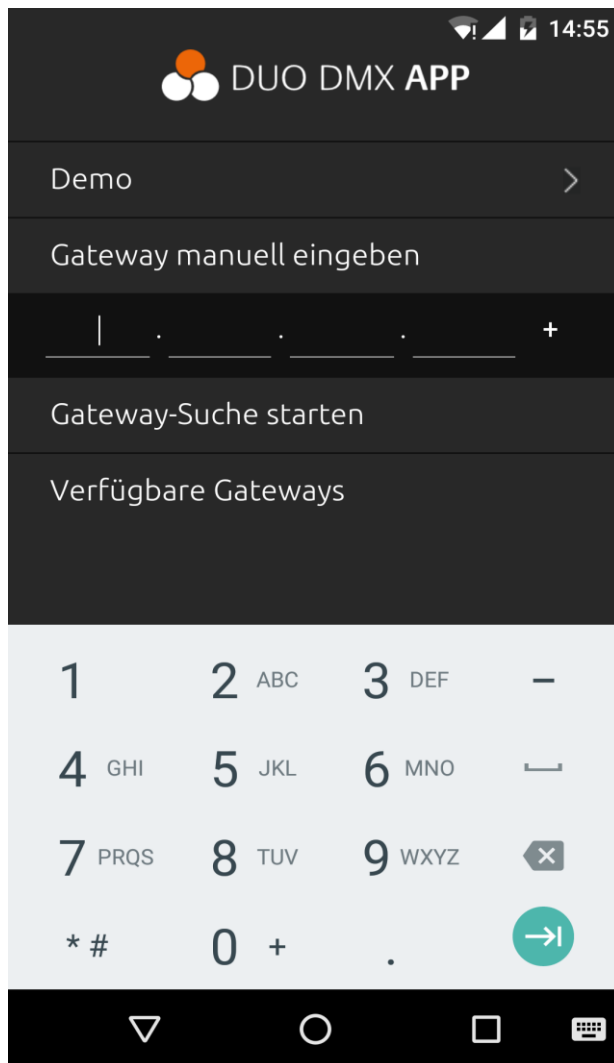 14:55
DUO DMX APP
Demo
Gateway manuell eingeben
. . . +
Gateway-Suche starten
Verfügbare Gateways
1 2 ABC 3 DEF -
4 GHI 5 JKL 6 MNO
7 PRQS 8 TUV 9 WXYZ
* # 0 + .